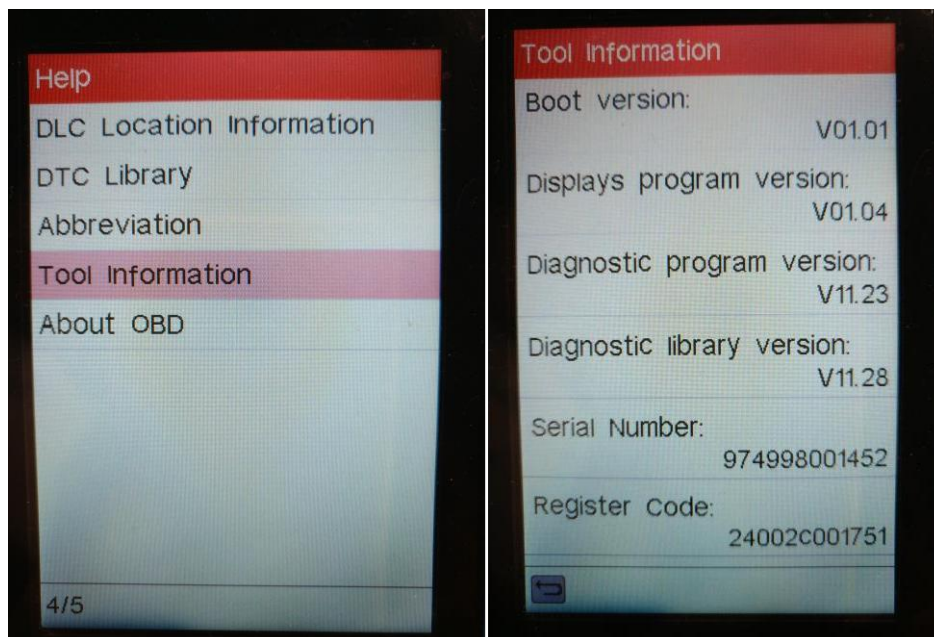 Help
DLC Location Information
DTC Library
Abbreviation
Tool Information
About OBD
4/5
Tool Information
Boot version:
V01.01
Displays program version:
V01.04
Diagnostic program version:
V11.23
Diagnostic library version:
V11.28
Serial Number:
974998001452
Register Code:
24002C001751